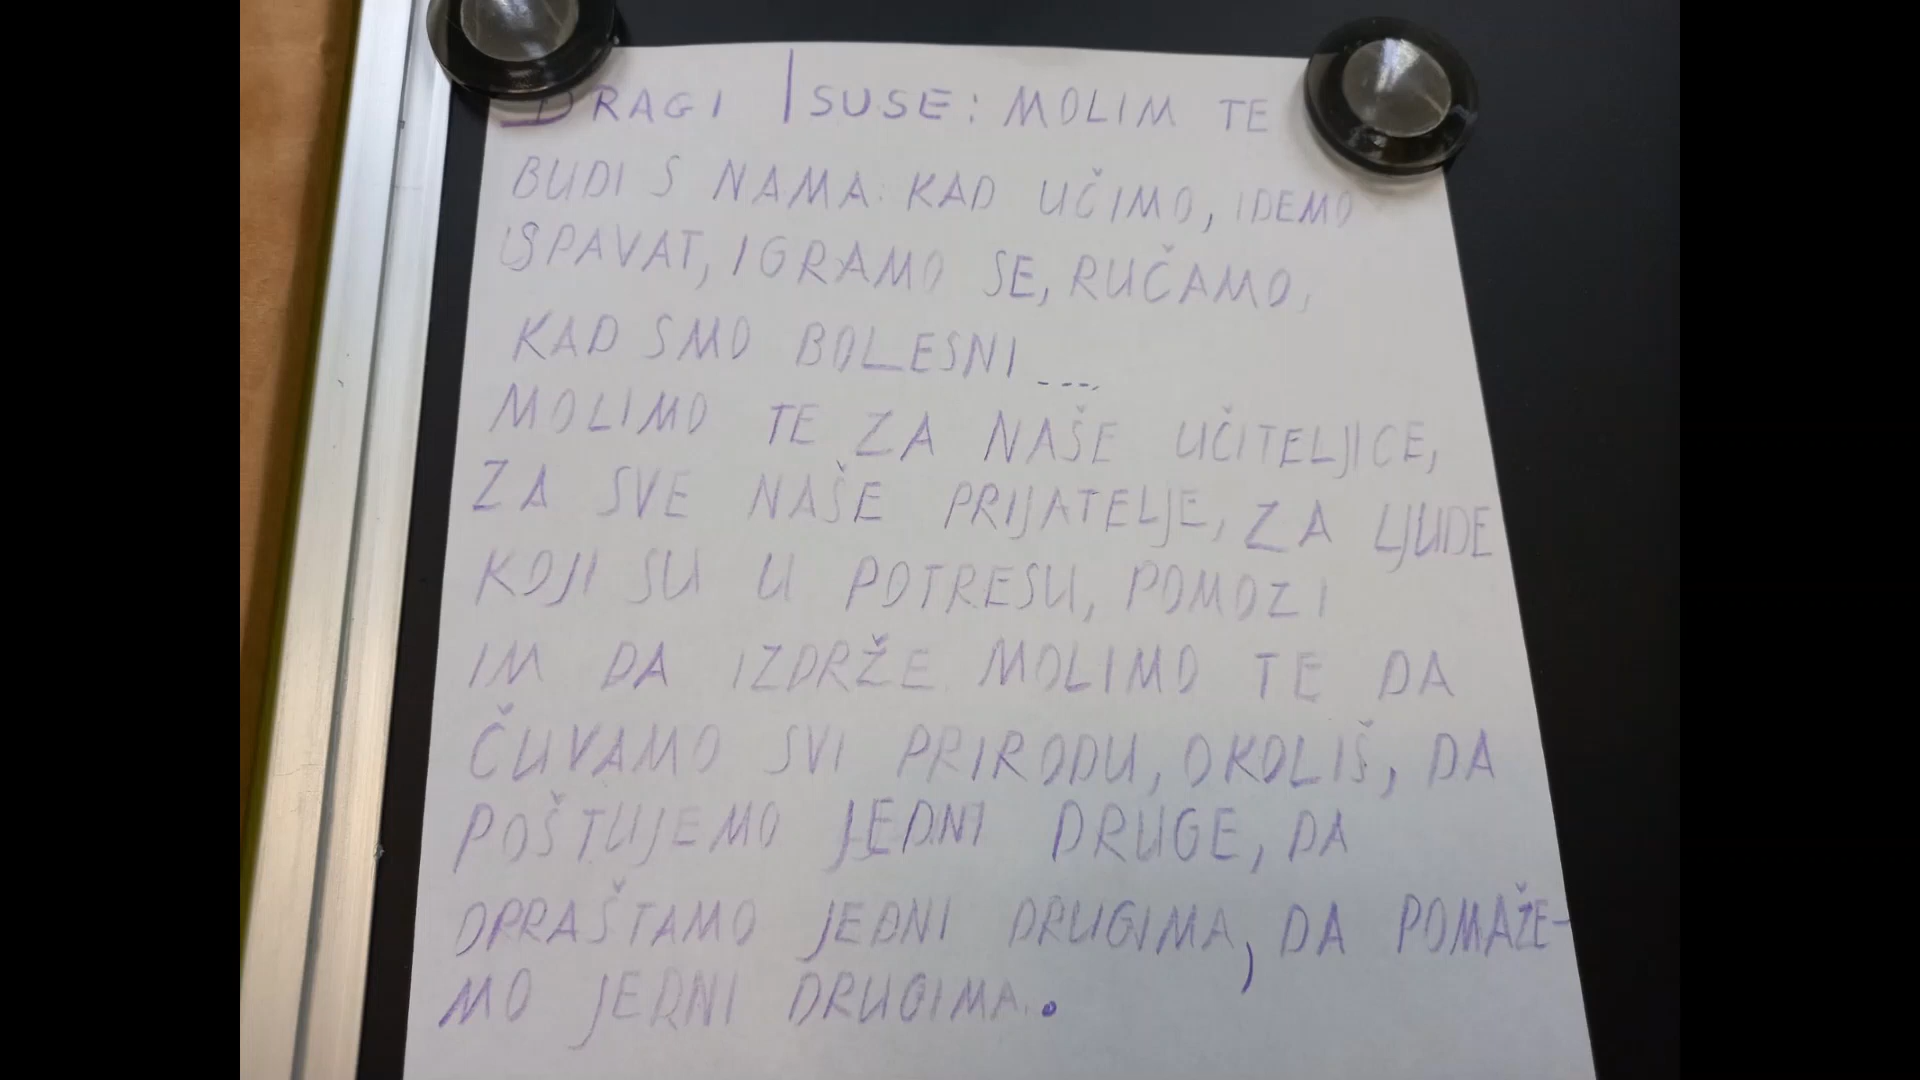 DRAGI ISUSE: MOLIM TE
BUDI S NAMA: KAD UČIMO, IDEMO
SPAVAT, IGRAMO SE, RUČAMO,
KAD SMO BOLESNI ....
MOLIMO TE ZA NAŠE UČITELJICE,
ZA SVE NAŠE PRIJATELJE, ZA LJUDE
KOJI SU U POTRESU, POMOZI
IM DA IZDRŽE MOLIMO TE DA
ČUVAMO SVI PRIRODU, OKOLIŠ, DA
POŠTUJEMO JEDNI DRUGE, DA
OPRAŠTAMO JEDNI DRUGIMA, DA POMAŽE-
MO JEDNI DRUGIMA.